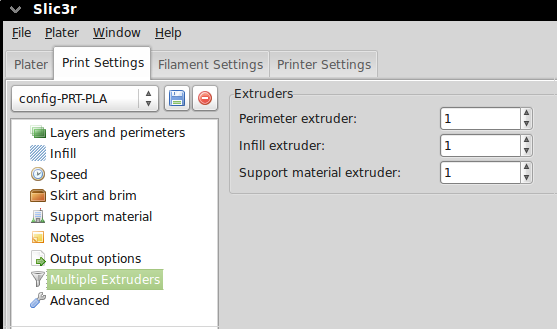 Slic3r
File Plater Window Help
Plater Print Settings Filament Settings Printer Settings
config-PRT-PLA
Layers and perimeters
Infill
Speed
Skirt and brim
Support material
Notes
Output options
Multiple Extruders
Advanced
Extruders
Perimeter extruder: 1
Infill extruder: 1
Support material extruder: 1